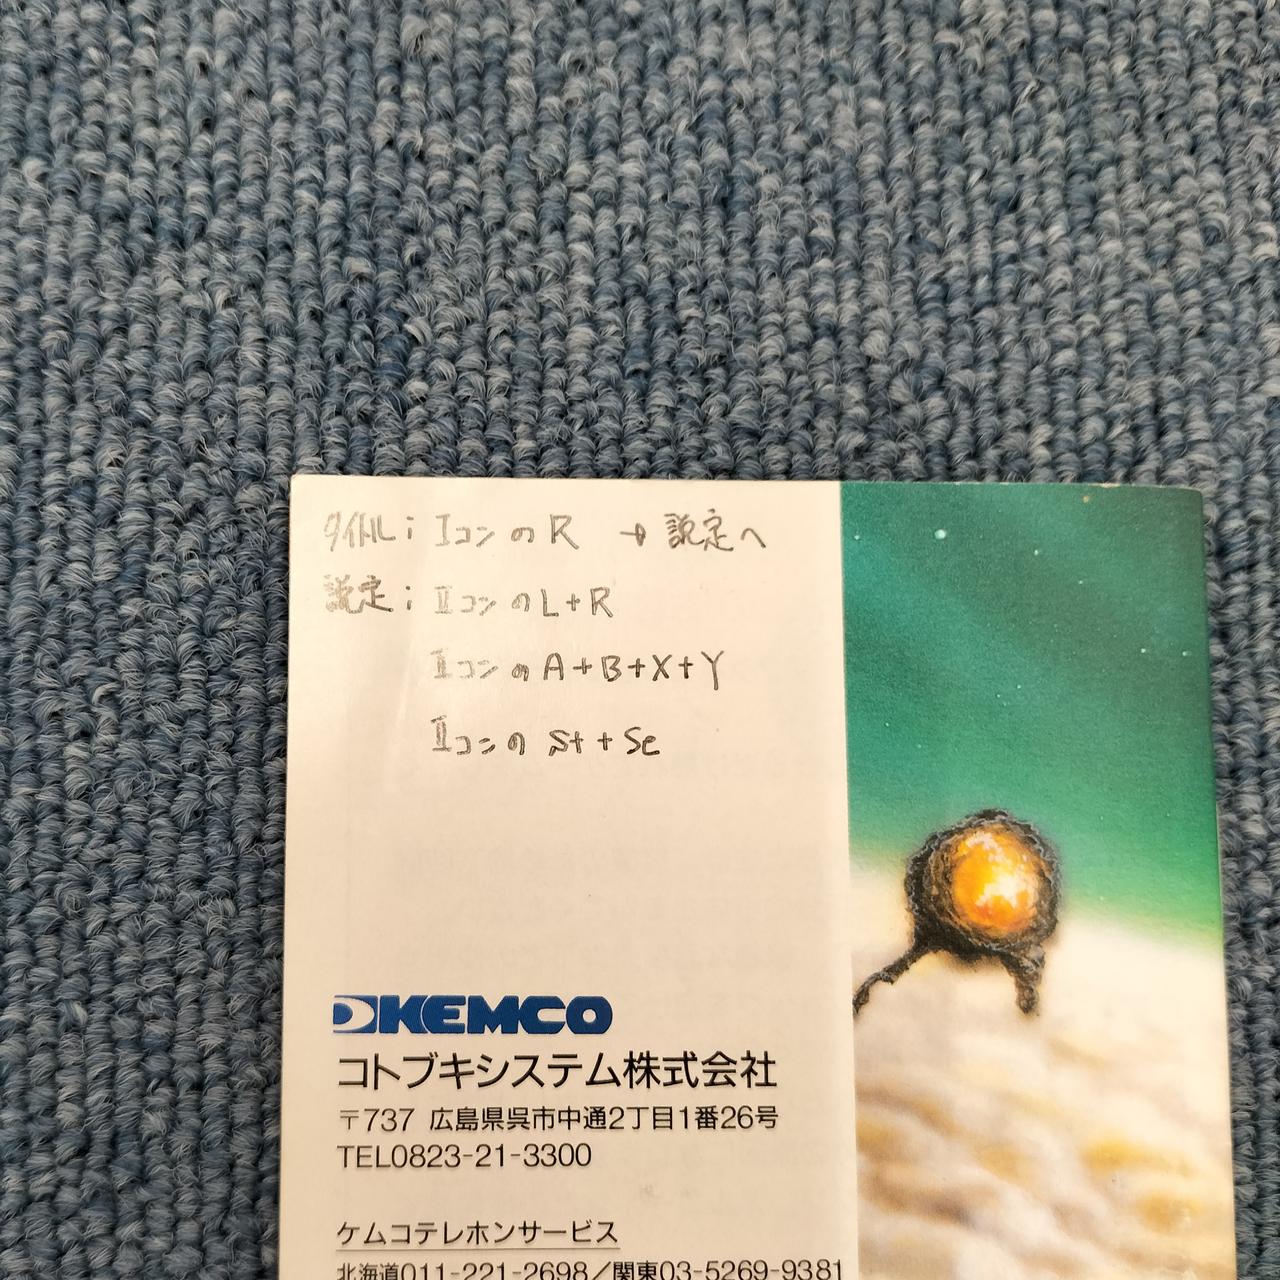 タイトル; IコンのR → 設定へ
設定; IIコンのL+R
IIコンのA+B+X+Y
IIコンの St + Se
KEMCO
コトブキシステム株式会社
〒737 広島県呉市中通2丁目1番26号
TEL0823-21-3300
ケムコテレホンサービス
北海道011-221-2698/関東03-5269-9381